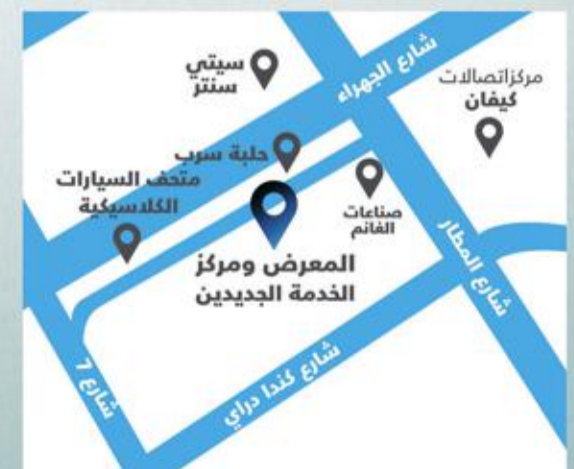 سيتي
سنتر
شارع الجهراء
مركزاتصالات
كيفان
حلبة سرب
متحف السيارات
الكلاسيكية
صناعات
الغانم
المعرض ومركز
الخدمة الجديدين
شارع المطار
شارع كندا دراي
شارع 7